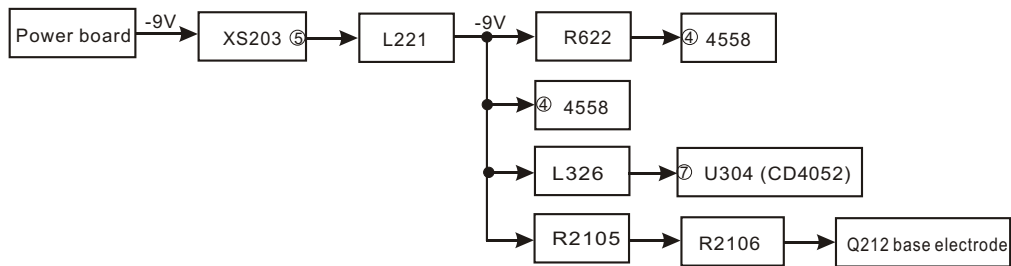 Power board
-9V
XS203 ⑤
L221
-9V
R622
④ 4558
④ 4558
L326
⑦ U304 (CD4052)
R2105
R2106
Q212 base electrode